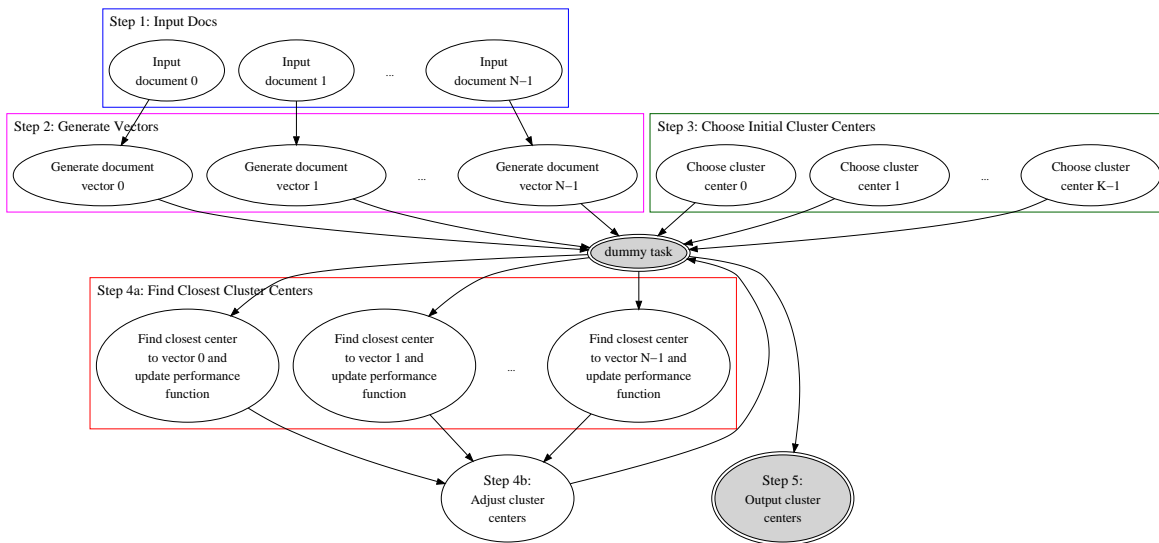 Step 1: Input Docs
Input
document 0
Input
document 1
...
Input
document N−1
Step 2: Generate Vectors
Generate document
vector 0
Generate document
vector 1
...
Generate document
vector N−1
Step 3: Choose Initial Cluster Centers
Choose cluster
center 0
Choose cluster
center 1
...
Choose cluster
center K−1
dummy task
Step 4a: Find Closest Cluster Centers
Find closest center
to vector 0 and
update performance
function
Find closest center
to vector 1 and
update performance
function
...
Find closest center
to vector N−1 and
update performance
function
Step 4b:
Adjust cluster
centers
Step 5:
Output cluster
centers